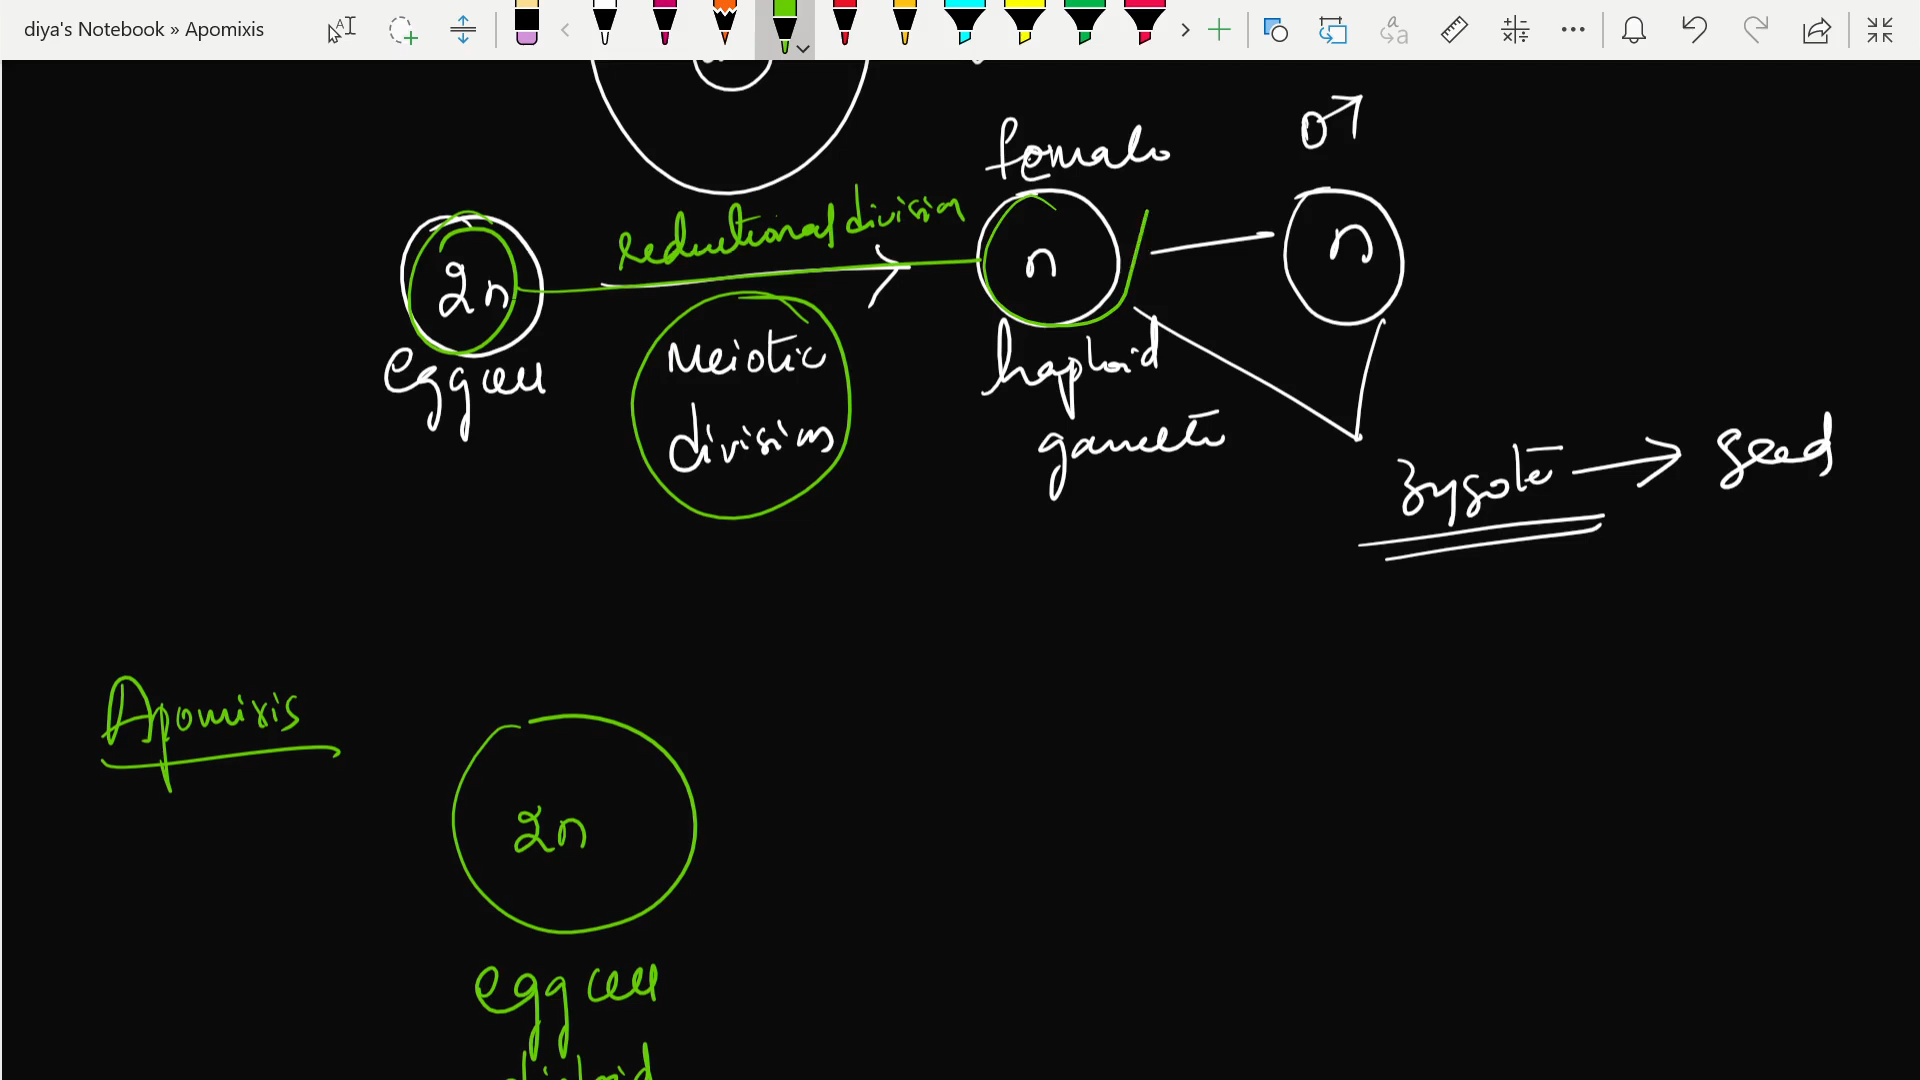 diya's Notebook » Apomixis
female
♂
reductional division
2n
n
n
egg cell
Meiotic
division
haploid
gamete
zygote → seed
Apomixis
2n
egg cell
diploid